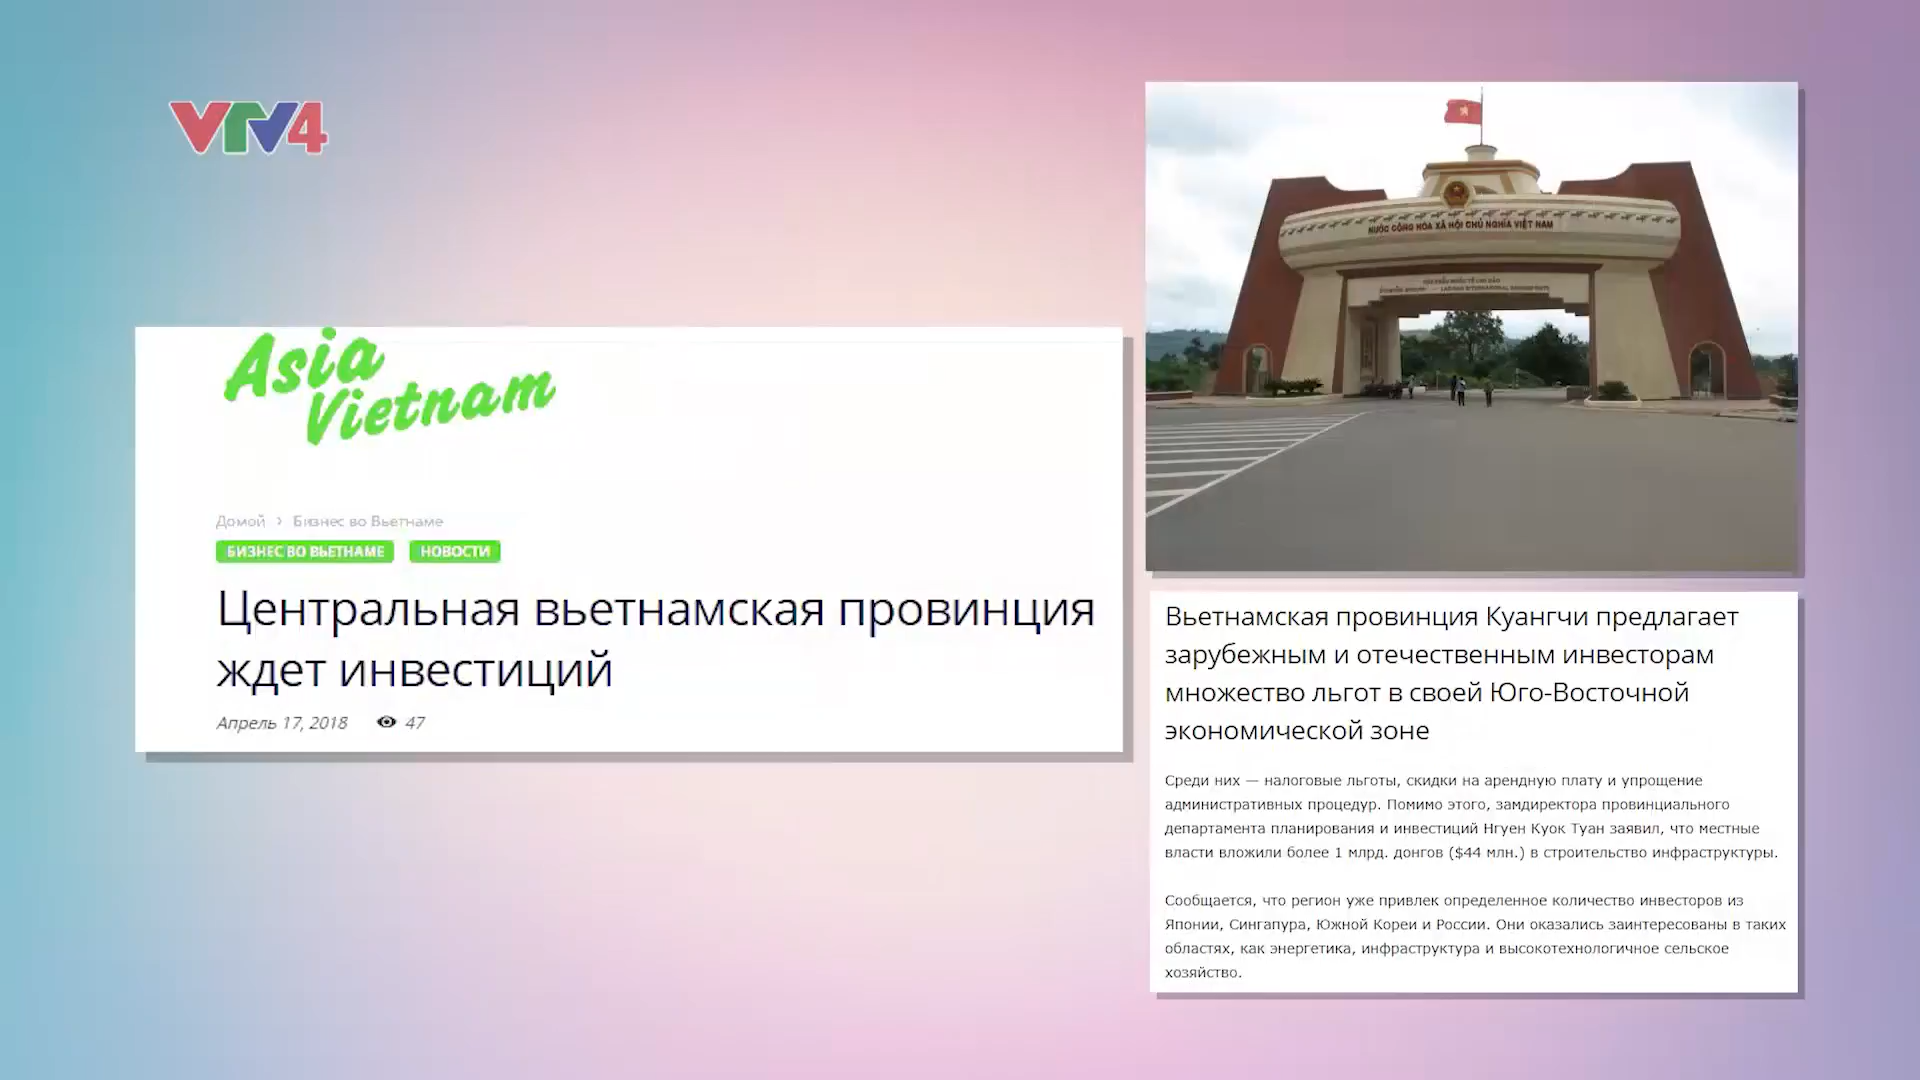 VTV4
Asia
Vietnam
Домой > Бизнес во Вьетнаме
БИЗНЕС ВО ВЬЕТНАМЕ НОВОСТИ
Центральная вьетнамская провинция
ждет инвестиций
Апрель 17, 2018 47
NƯỚC CỘNG HÒA XÃ HỘI CHỦ NGHĨA VIỆT NAM
Вьетнамская провинция Куангчи предлагает
зарубежным и отечественным инвесторам
множество льгот в своей Юго-Восточной
экономической зоне
Среди них — налоговые льготы, скидки на арендную плату и упрощение
административных процедур. Помимо этого, замдиректора провинциального
департамента планирования и инвестиций Нгуен Куок Туан заявил, что местные
власти вложили более 1 млрд. донгов ($44 млн.) в строительство инфраструктуры.
Сообщается, что регион уже привлек определенное количество инвесторов из
Японии, Сингапура, Южной Кореи и России. Они оказались заинтересованы в таких
областях, как энергетика, инфраструктура и высокотехнологичное сельское
хозяйство.